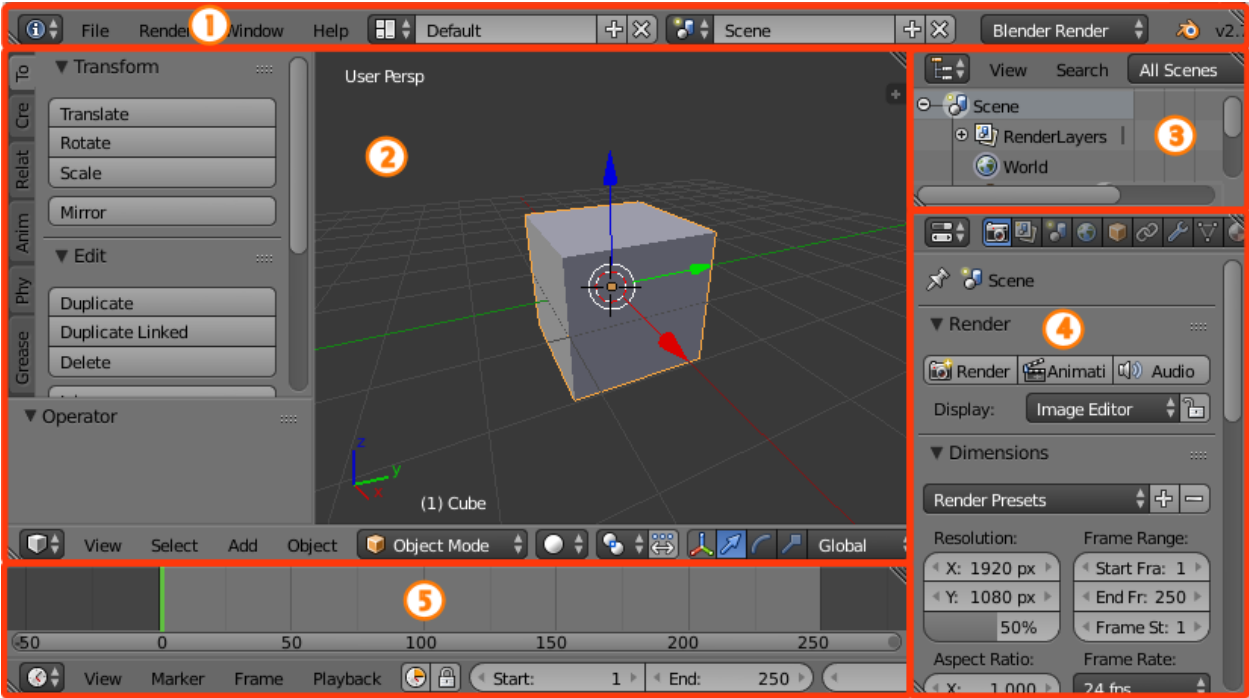 File Render Window Help Default Scene Blender Render v2.7
1
To
Cre
Relat
Anim
Phy
Grease
Transform
Translate
Rotate
Scale
Mirror
Edit
Duplicate
Duplicate Linked
Delete
Operator
User Persp
2
z
y
x
(1) Cube
View Select Add Object Object Mode Global
View Search All Scenes
Scene
RenderLayers
World
3
Scene
Render
4
Render Animati Audio
Display: Image Editor
Dimensions
Render Presets
Resolution: Frame Range:
X: 1920 px Start Fra: 1
Y: 1080 px End Fr: 250
50% Frame St: 1
Aspect Ratio: Frame Rate:
X: 1.000 24 fps
5
-50 0 50 100 150 200 250
View Marker Frame Playback Start: 1 End: 250